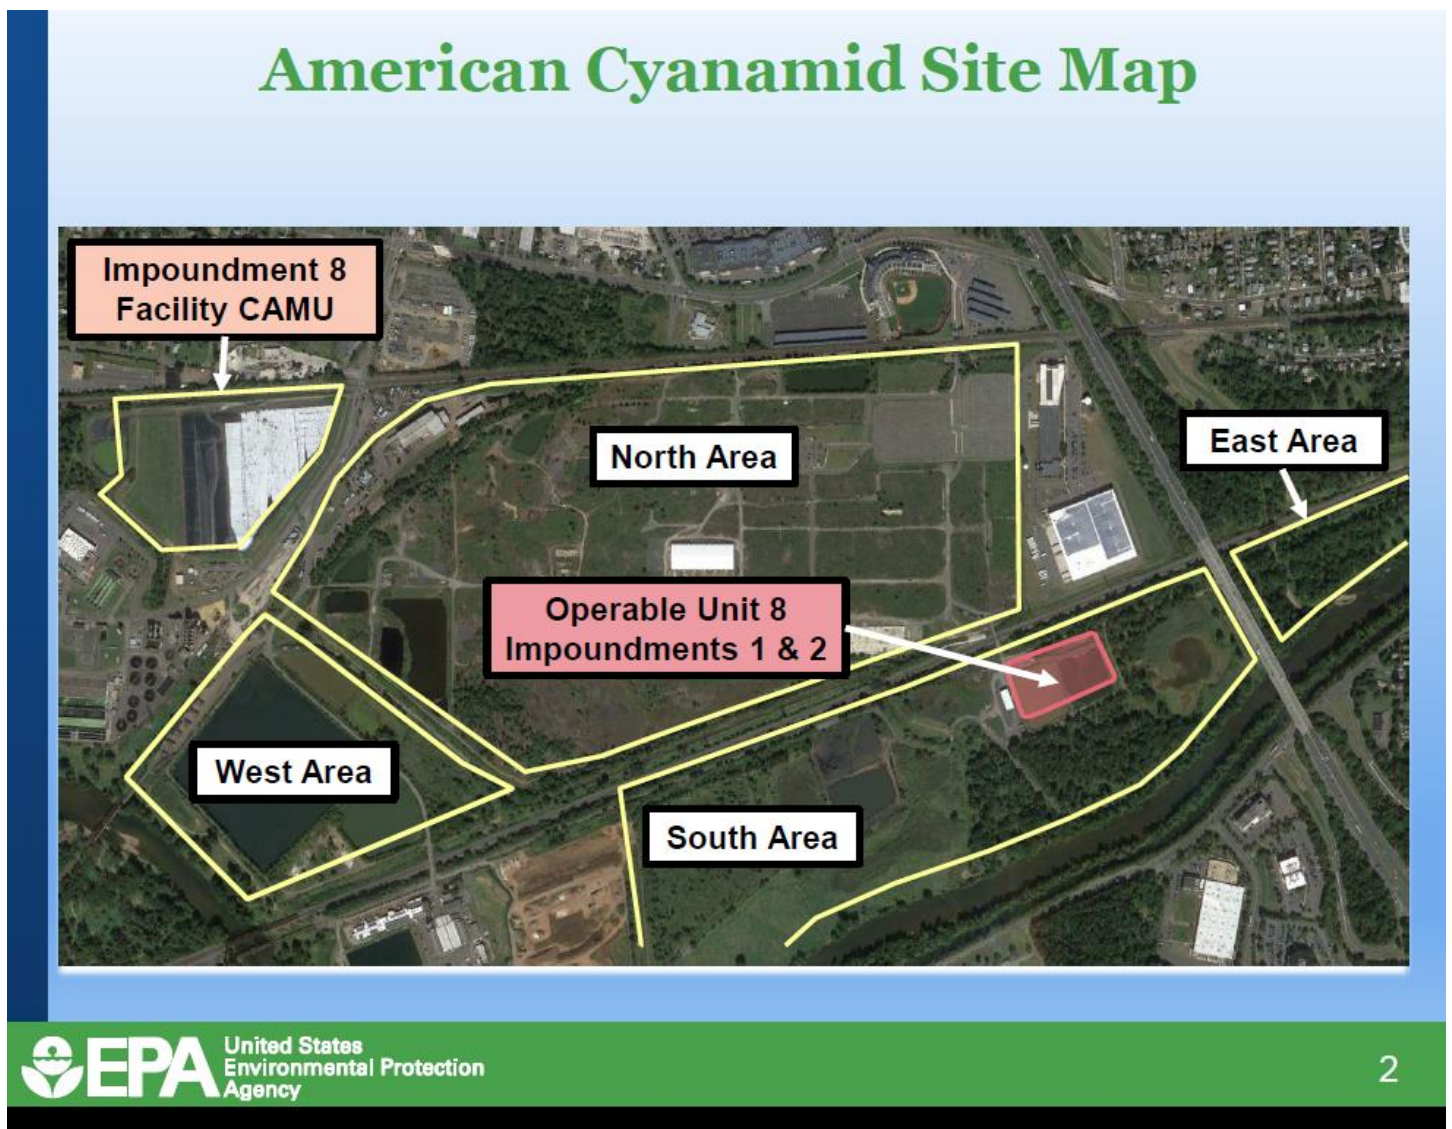 American Cyanamid Site Map
Impoundment 8
Facility CAMU
North Area
East Area
Operable Unit 8
Impoundments 1 & 2
West Area
South Area
EPA
United States
Environmental Protection
Agency
2